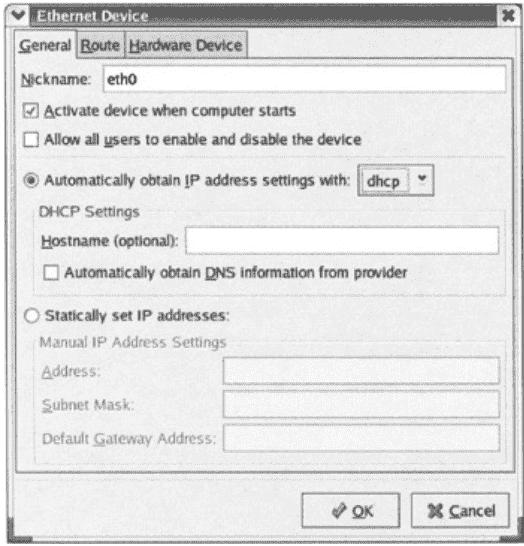 Ethernet Device
General Route Hardware Device
Nickname: eth0
Activate device when computer starts
Allow all users to enable and disable the device
Automatically obtain IP address settings with: dhcp
DHCP Settings
Hostname (optional):
Automatically obtain DNS information from provider
Statically set IP addresses:
Manual IP Address Settings
Address:
Subnet Mask:
Default Gateway Address:
OK Cancel